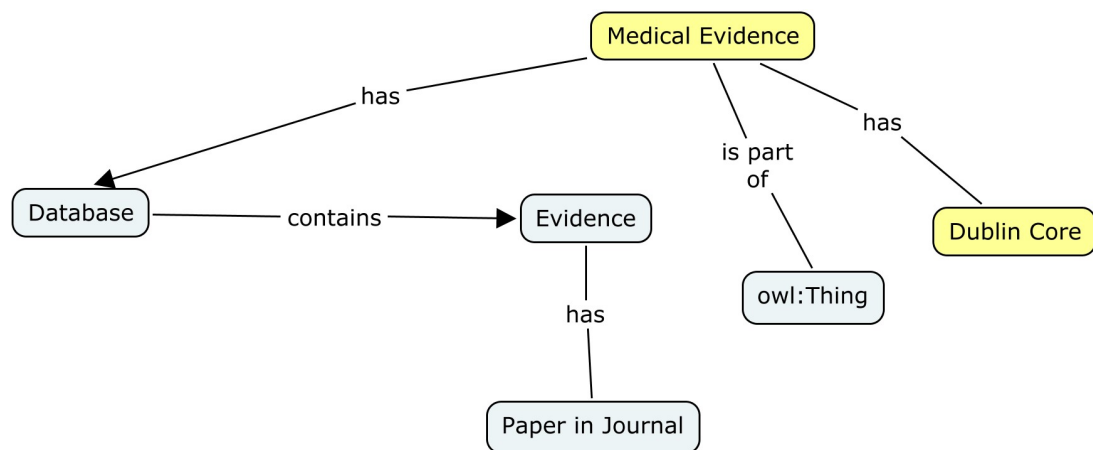 Medical Evidence
has
has
is part
of
Database
contains
Evidence
Dublin Core
owl:Thing
has
Paper in Journal